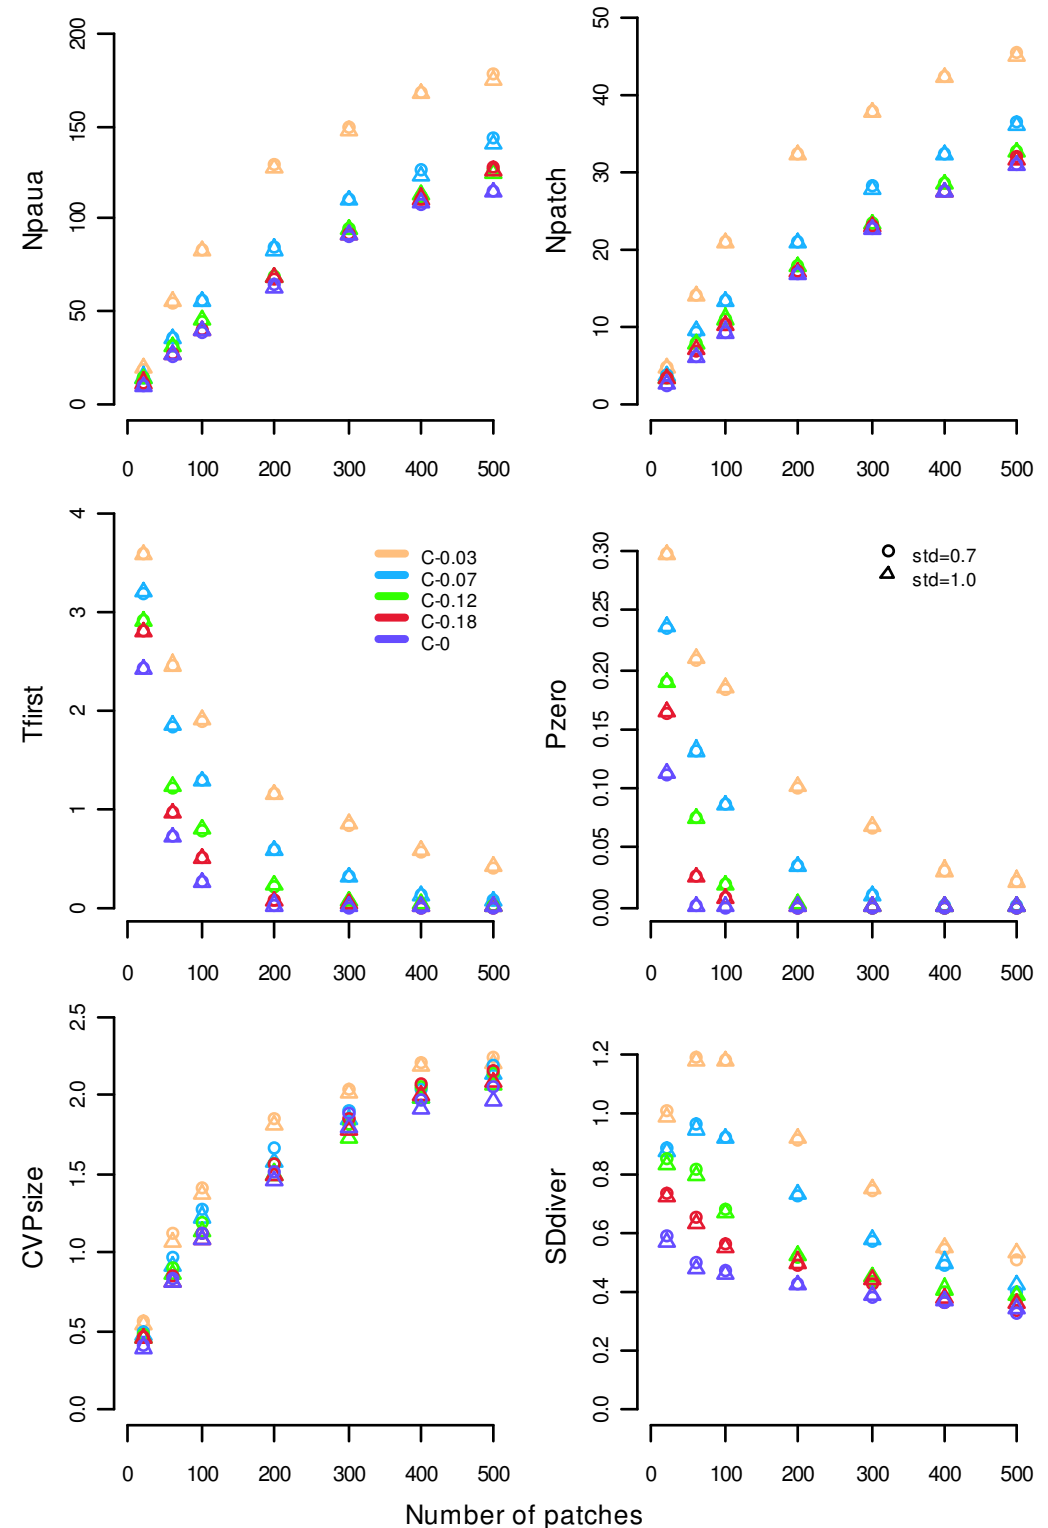 Npaua
0 50 100 150 200
0 100 200 300 400 500
Npatch
0 10 20 30 40 50
0 100 200 300 400 500
Tfirst
0 1 2 3 4
C-0.03
C-0.07
C-0.12
C-0.18
C-0
0 100 200 300 400 500
Pzero
0.00 0.05 0.10 0.15 0.20 0.25 0.30
std=0.7
std=1.0
0 100 200 300 400 500
CVPsize
0.0 0.5 1.0 1.5 2.0 2.5
0 100 200 300 400 500
SDdiver
0.0 0.2 0.4 0.6 0.8 1.0 1.2
0 100 200 300 400 500
Number of patches